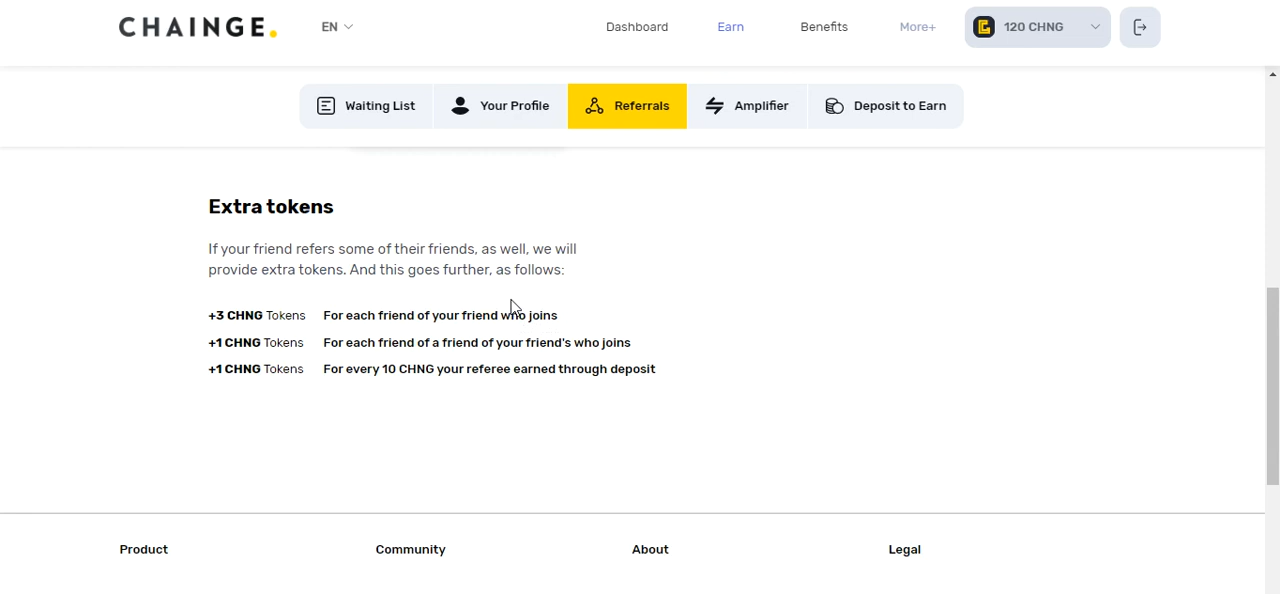 CHAINGE.
EN
Dashboard
Earn
Benefits
More+
120 CHNG
Waiting List
Your Profile
Referrals
Amplifier
Deposit to Earn
Extra tokens
If your friend refers some of their friends, as well, we will
provide extra tokens. And this goes further, as follows:
+3 CHNG Tokens For each friend of your friend who joins
+1 CHNG Tokens For each friend of a friend of your friend's who joins
+1 CHNG Tokens For every 10 CHNG your referee earned through deposit
Product
Community
About
Legal